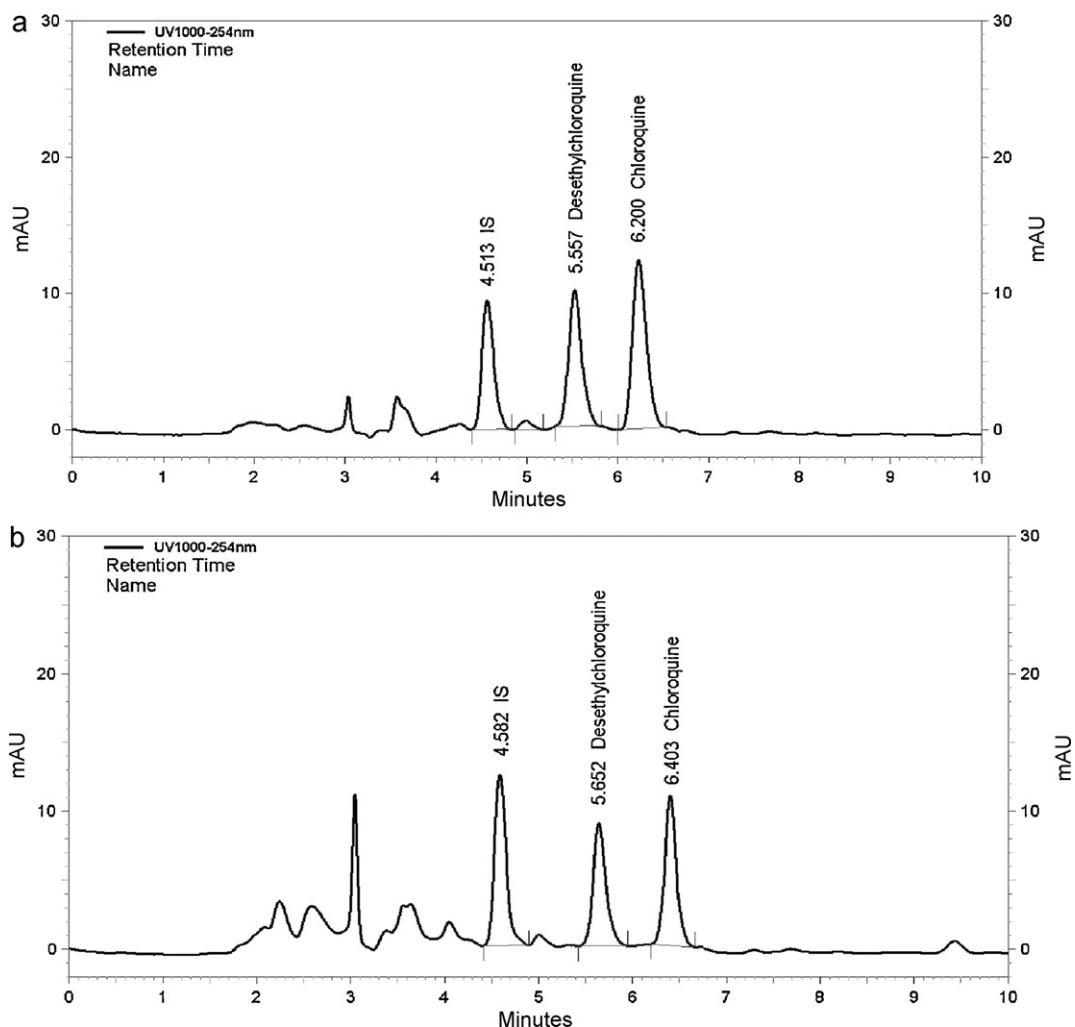 a
30
20
10
0
mAU
UV1000-254nm
Retention Time
Name
4.513 IS
5.557 Desethylchloroquine
6.200 Chloroquine
30
20
10
0
mAU
0 1 2 3 4 5 6 7 8 9 10
Minutes
b
30
20
10
0
mAU
UV1000-254nm
Retention Time
Name
4.582 IS
5.652 Desethylchloroquine
6.403 Chloroquine
30
20
10
0
mAU
0 1 2 3 4 5 6 7 8 9 10
Minutes